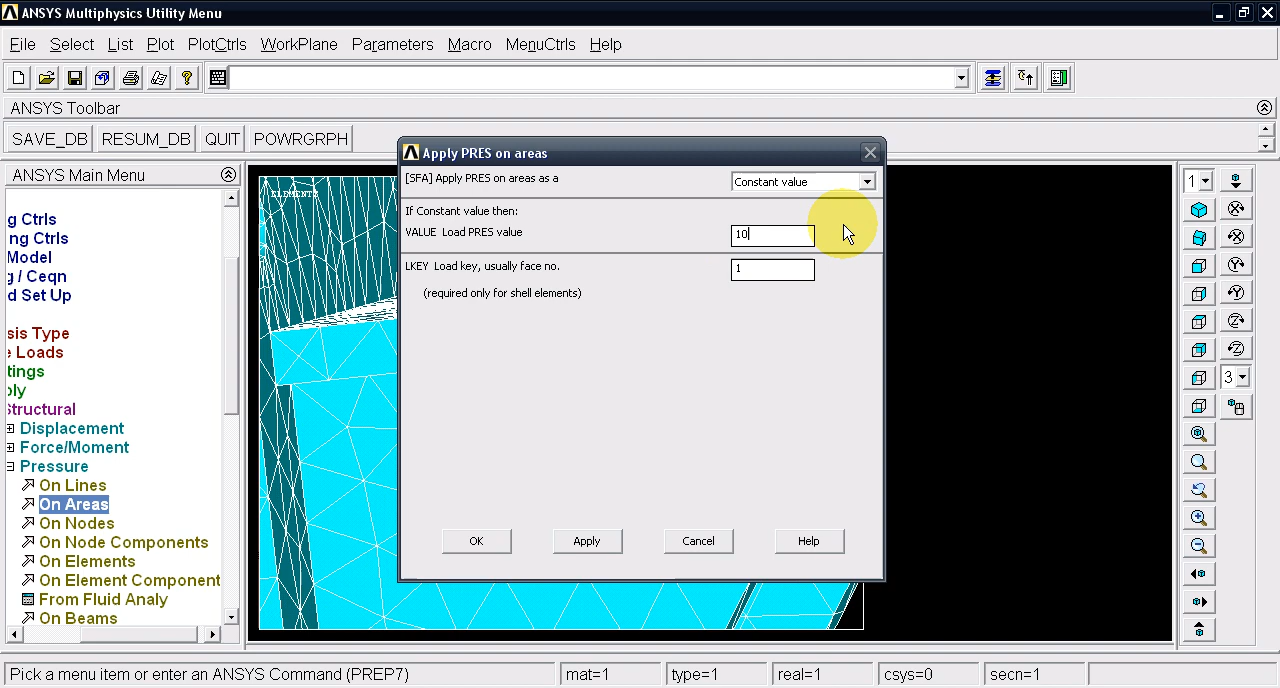 ANSYS Multiphysics Utility Menu
File Select List Plot PlotCtrls WorkPlane Parameters Macro MenuCtrls Help
ANSYS Toolbar
SAVE_DB RESUM_DB QUIT POWRGRPH
ANSYS Main Menu
g Ctrls
ng Ctrls
Model
g / Ceqn
d Set Up
sis Type
e Loads
tings
ply
Structural
Displacement
Force/Moment
Pressure
On Lines
On Areas
On Nodes
On Node Components
On Elements
On Element Component
From Fluid Analy
On Beams
ELEMENTS
Apply PRES on areas
[SFA] Apply PRES on areas as a Constant value
If Constant value then:
VALUE Load PRES value 10
LKEY Load key, usually face no. 1
(required only for shell elements)
OK Apply Cancel Help
1
3
Pick a menu item or enter an ANSYS Command (PREP7) mat=1 type=1 real=1 csys=0 secn=1